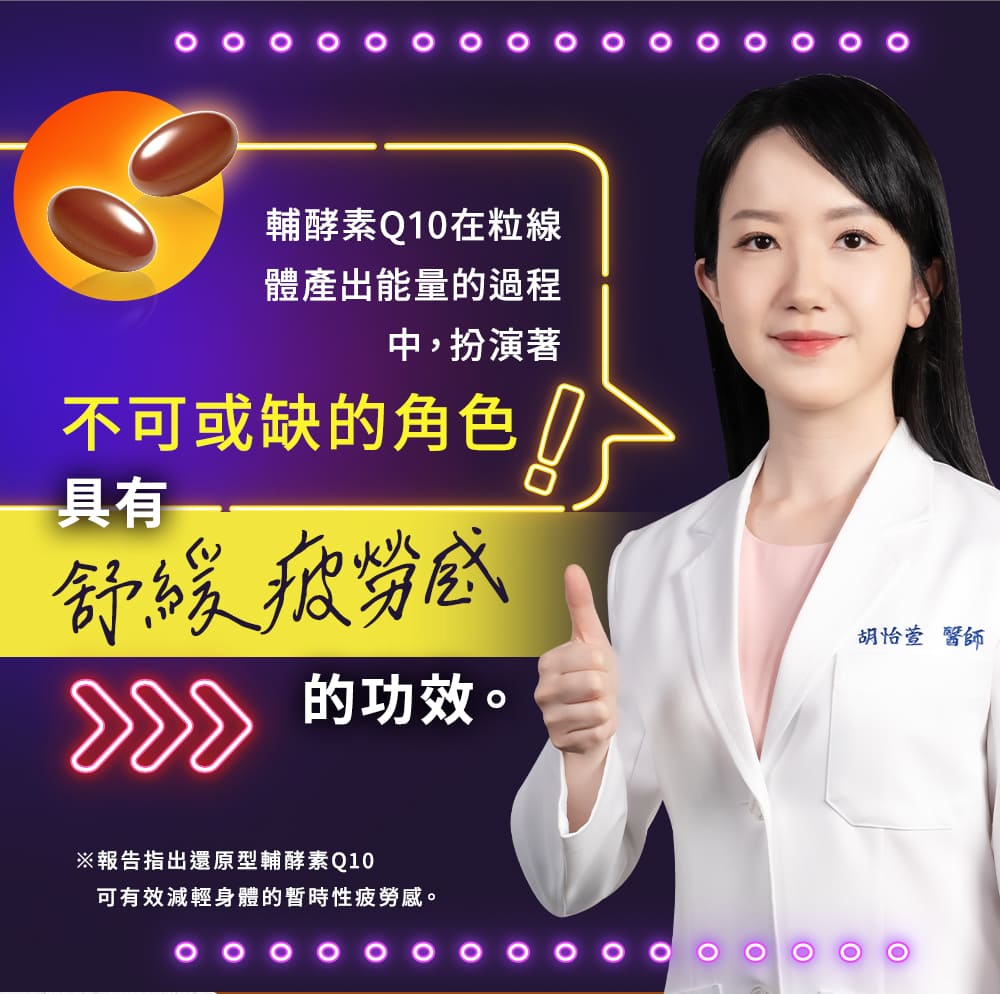 輔酵素Q10在粒線
體產出能量的過程
中，扮演著
不可或缺的角色
具有
舒緩疲勞感
的功效。
胡怡萱 醫師
※報告指出還原型輔酵素Q10
可有效減輕身體的暫時性疲勞感。